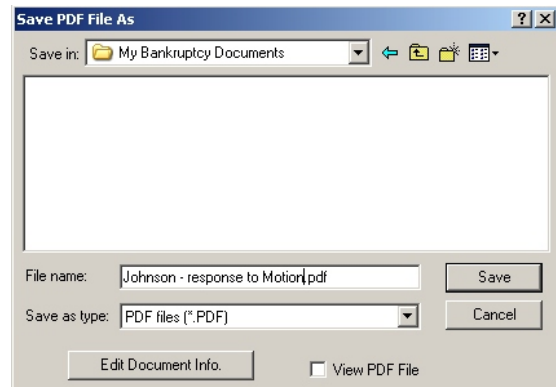 Save PDF File As
Save in: My Bankruptcy Documents
File name: Johnson - response to Motion.pdf Save
Save as type: PDF files (*.PDF) Cancel
Edit Document Info. View PDF File